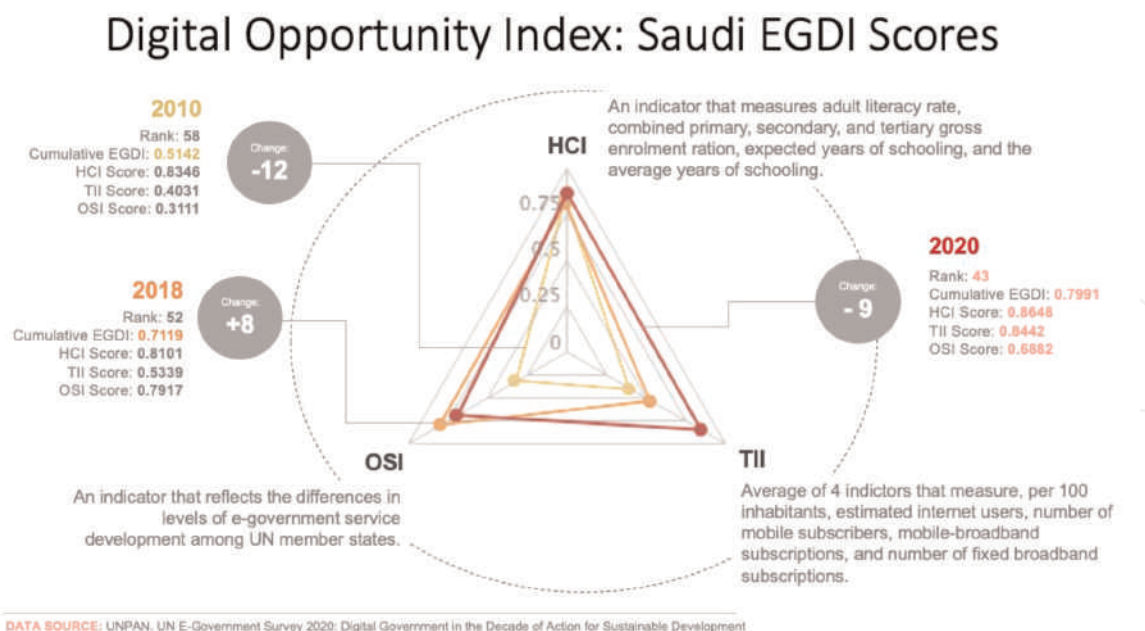 Digital Opportunity Index: Saudi EGDI Scores
2010
Rank: 58
Cumulative EGDI: 0.5142
HCI Score: 0.8346
TII Score: 0.4031
OSI Score: 0.3111
Change:
-12
2018
Rank: 52
Cumulative EGDI: 0.7119
HCI Score: 0.8101
TII Score: 0.5339
OSI Score: 0.7917
Change:
+8
HCI
An indicator that measures adult literacy rate,
combined primary, secondary, and tertiary gross
enrolment ration, expected years of schooling, and the
average years of schooling.
0.75
0.5
0.25
0
2020
Rank: 43
Cumulative EGDI: 0.7991
HCI Score: 0.8648
TII Score: 0.8442
OSI Score: 0.6882
Change:
- 9
OSI
An indicator that reflects the differences in
levels of e-government service
development among UN member states.
TII
Average of 4 indictors that measure, per 100
inhabitants, estimated internet users, number of
mobile subscribers, mobile-broadband
subscriptions, and number of fixed broadband
subscriptions.
DATA SOURCE: UNPAN. UN E-Government Survey 2020: Digital Government in the Decade of Action for Sustainable Development